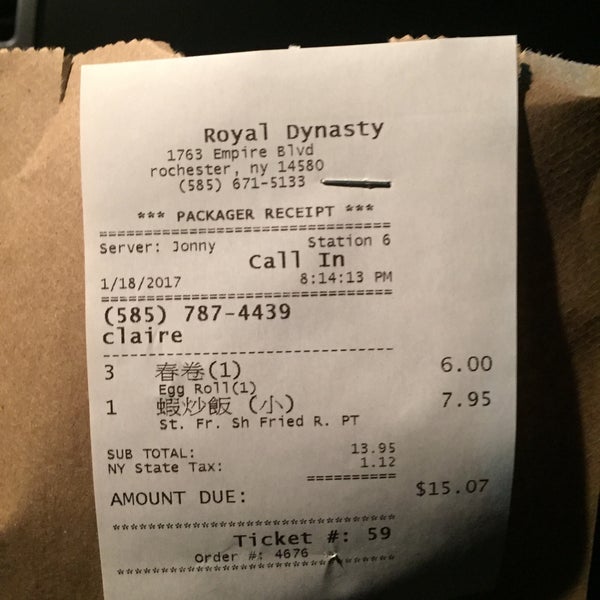 Royal Dynasty
1763 Empire Blvd
rochester, ny 14580
(585) 671-5133
*** PACKAGER RECEIPT ***
Server: Jonny Station 6
Call In
1/18/2017 8:14:13 PM
(585) 787-4439
claire
3 春卷(1) 6.00
Egg Roll(1)
1 蝦炒飯 (小) 7.95
St. Fr. Sh Fried R. PT
SUB TOTAL: 13.95
NY State Tax: 1.12
AMOUNT DUE: $15.07
Ticket #: 59
Order #: 4676